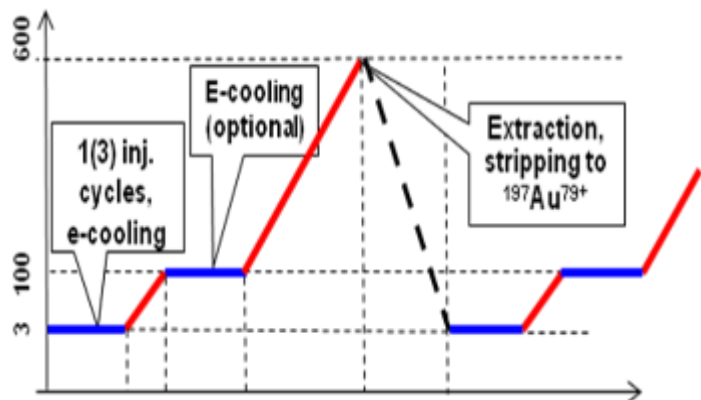 600
E-cooling
(optional)
1(3) inj.
cycles,
e-cooling
Extraction,
stripping to
¹⁹⁷Au⁷⁹⁺
100
3